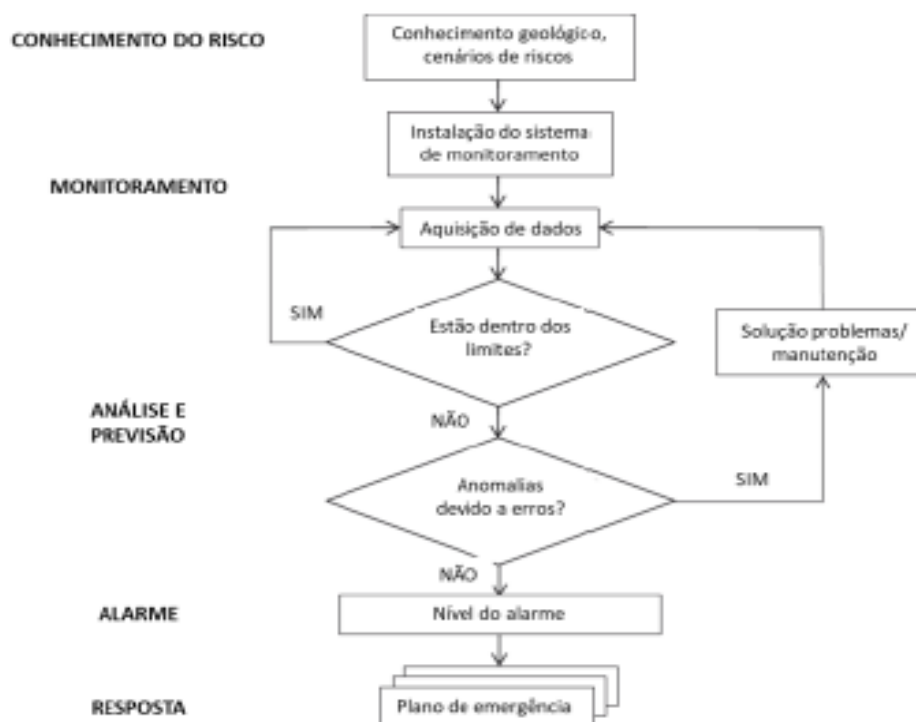 CONHECIMENTO DO RISCO
Conhecimento geológico,
cenários de riscos
Instalação do sistema
de monitoramento
MONITORAMENTO
Aquisição de dados
SIM
Estão dentro dos
limites?
Solução problemas/
manutenção
ANÁLISE E
PREVISÃO
NÃO
Anomalias
devido a erros?
SIM
NÃO
ALARME
Nível do alarme
RESPOSTA
Plano de emergência